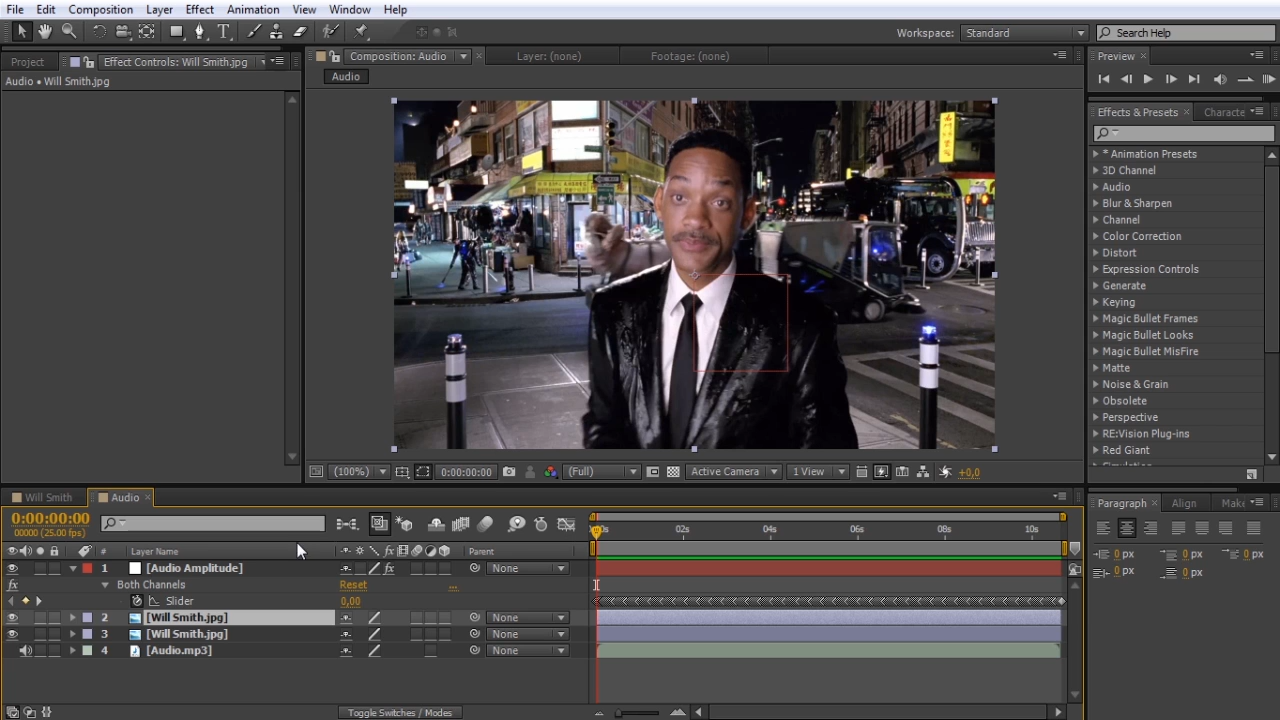 File Edit Composition Layer Effect Animation View Window Help
Workspace: Standard Search Help
Project Effect Controls: Will Smith.jpg
Audio • Will Smith.jpg
Composition: Audio Layer: (none) Footage: (none)
Audio
Preview
Effects & Presets Characte
* Animation Presets
3D Channel
Audio
Blur & Sharpen
Channel
Color Correction
Distort
Expression Controls
Generate
Keying
Magic Bullet Frames
Magic Bullet Looks
Magic Bullet MisFire
Matte
Noise & Grain
Obsolete
Perspective
RE:Vision Plug-ins
Red Giant
(100%) 0:00:00:00 (Full) Active Camera 1 View +0,0
Will Smith Audio
0:00:00:00
00000 (25.00 fps)
0s 02s 04s 06s 08s 10s
# Layer Name fx Parent
1 [Audio Amplitude] fx None
fx Both Channels Reset ...
Slider 0,00
2 [Will Smith.jpg] None
3 [Will Smith.jpg] None
4 [Audio.mp3] None
Toggle Switches / Modes
Paragraph Align Make
0 px 0 px 0 px
0 px 0 px